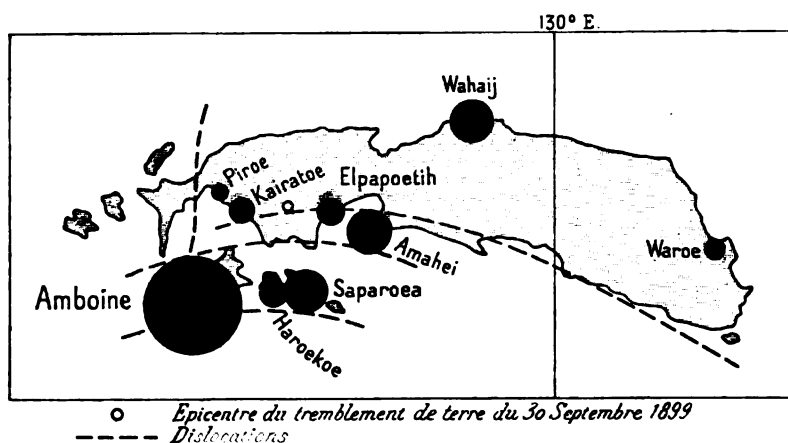 130° E.
Wahaij
Piroe
Kairatoe
Elpapoetih
Amahei
Waroe
Amboine
Saparoea
Haroekoe
Epicentre du tremblement de terre du 30 Septembre 1899
Dislocations